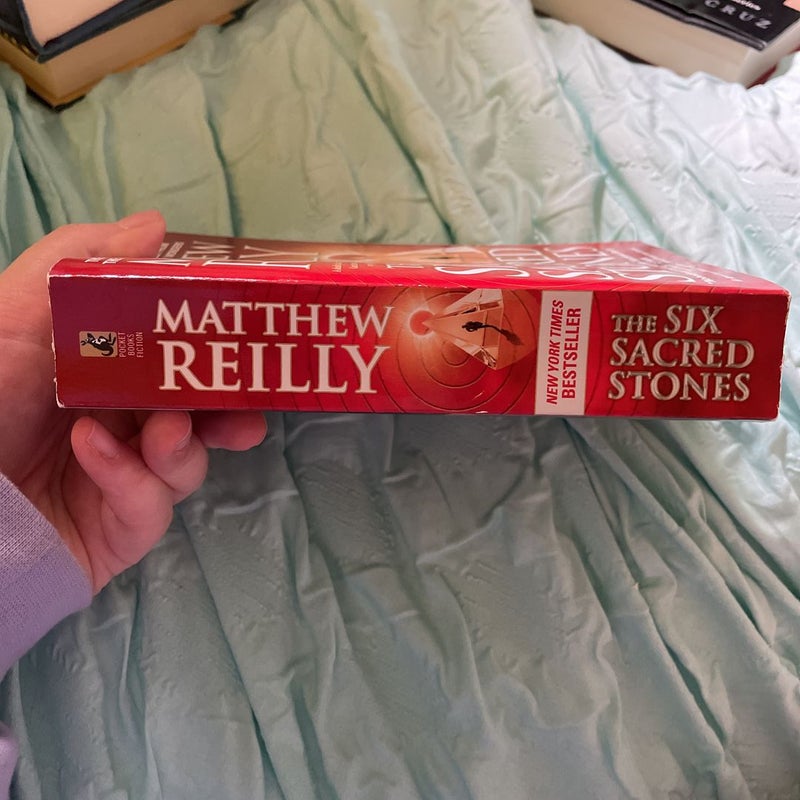 CRUZ
POCKET
BOOKS
FICTION
MATTHEW
REILLY
NEW YORK TIMES
BESTSELLER
THE SIX
SACRED
STONES